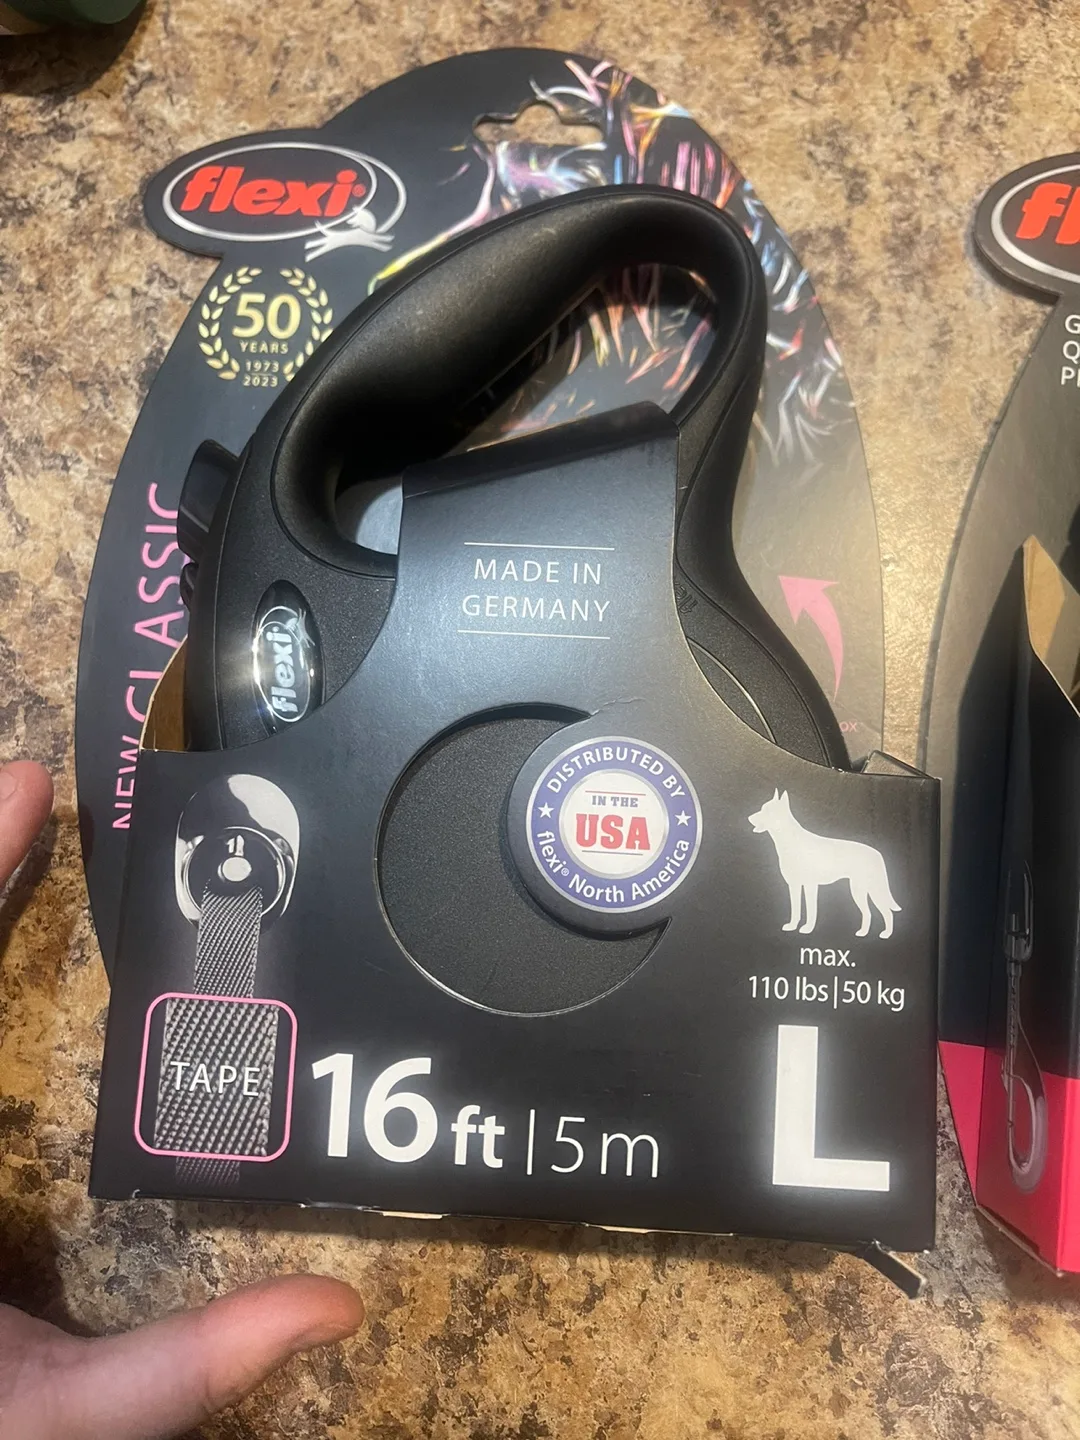 flexi®
50
YEARS
1973
2023
NEW CLASSIC
MADE IN
GERMANY
flexi®
DISTRIBUTED BY
IN THE
USA
flexi® North America
max.
110 lbs|50 kg
TAPE
16 ft | 5 m
L